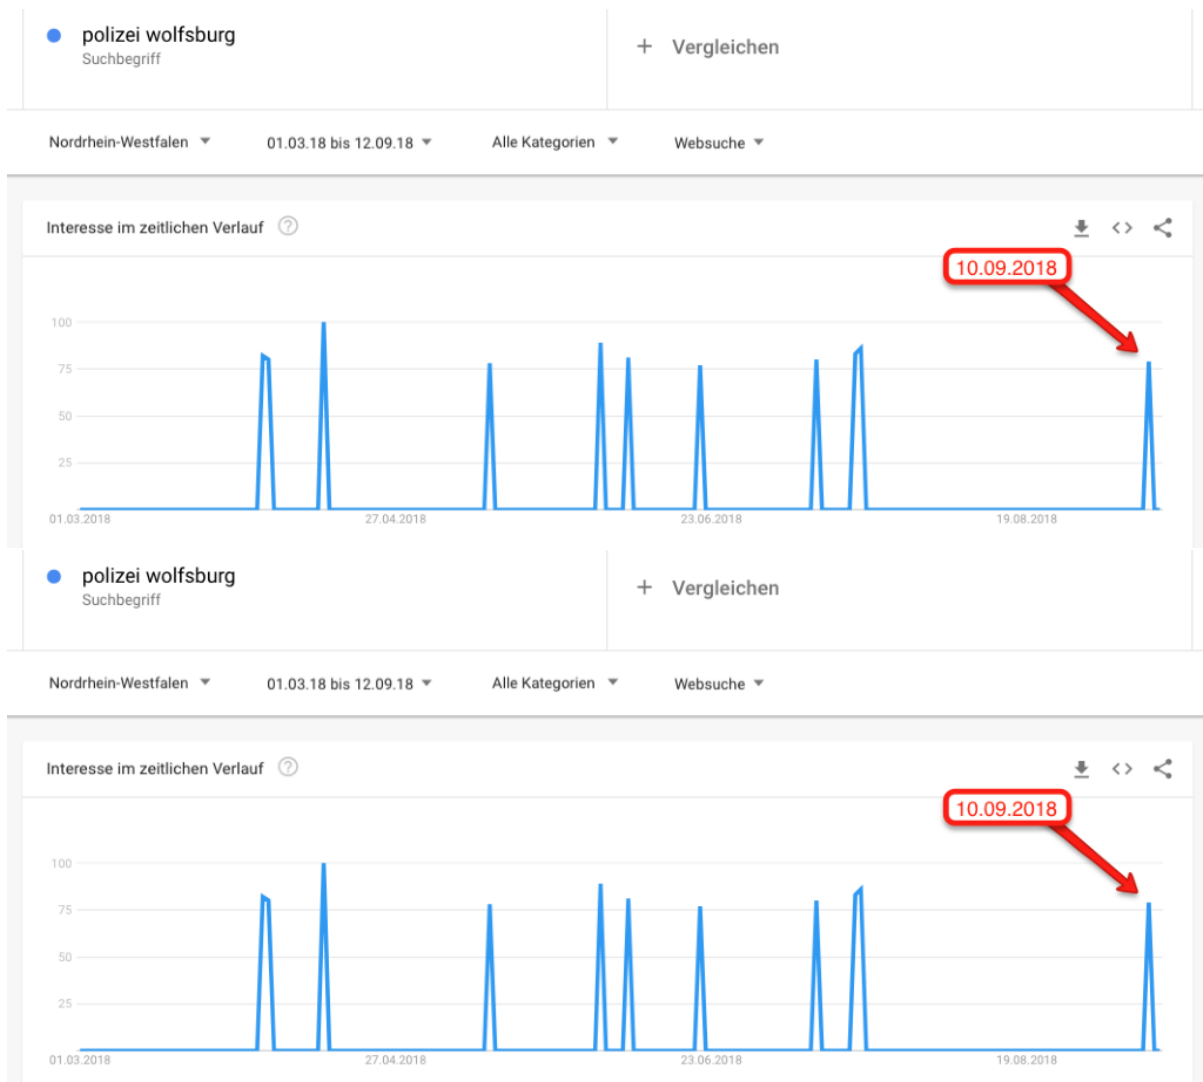 polizei wolfsburg
Suchbegriff
+ Vergleichen
Nordrhein-Westfalen 01.03.18 bis 12.09.18 Alle Kategorien Websuche
Interesse im zeitlichen Verlauf ?
10.09.2018
100
75
50
25
01.03.2018 27.04.2018 23.06.2018 19.08.2018
polizei wolfsburg
Suchbegriff
+ Vergleichen
Nordrhein-Westfalen 01.03.18 bis 12.09.18 Alle Kategorien Websuche
Interesse im zeitlichen Verlauf ?
10.09.2018
100
75
50
25
01.03.2018 27.04.2018 23.06.2018 19.08.2018